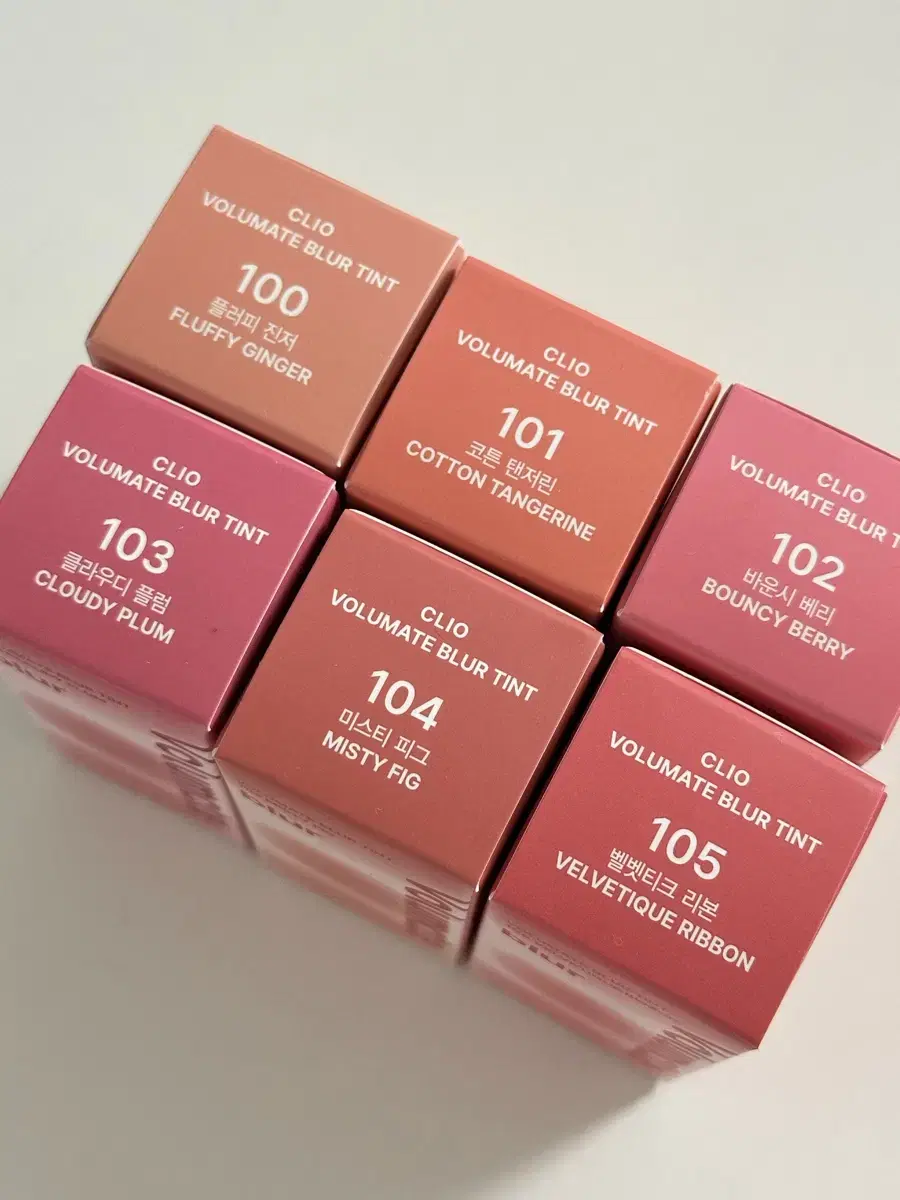 CLIO
VOLUMATE BLUR TINT
100
플러피 진저
FLUFFY GINGER
CLIO
VOLUMATE BLUR TINT
101
코튼 탠저린
COTTON TANGERINE
CLIO
VOLUMATE BLUR
102
바운시 베리
BOUNCY BERRY
CLIO
VOLUMATE BLUR TINT
103
클라우디 플럼
CLOUDY PLUM
CLIO
VOLUMATE BLUR TINT
104
미스티 피그
MISTY FIG
CLIO
VOLUMATE BLUR TINT
105
벨벳티크 리본
VELVETIQUE RIBBON
blur
blur
blur